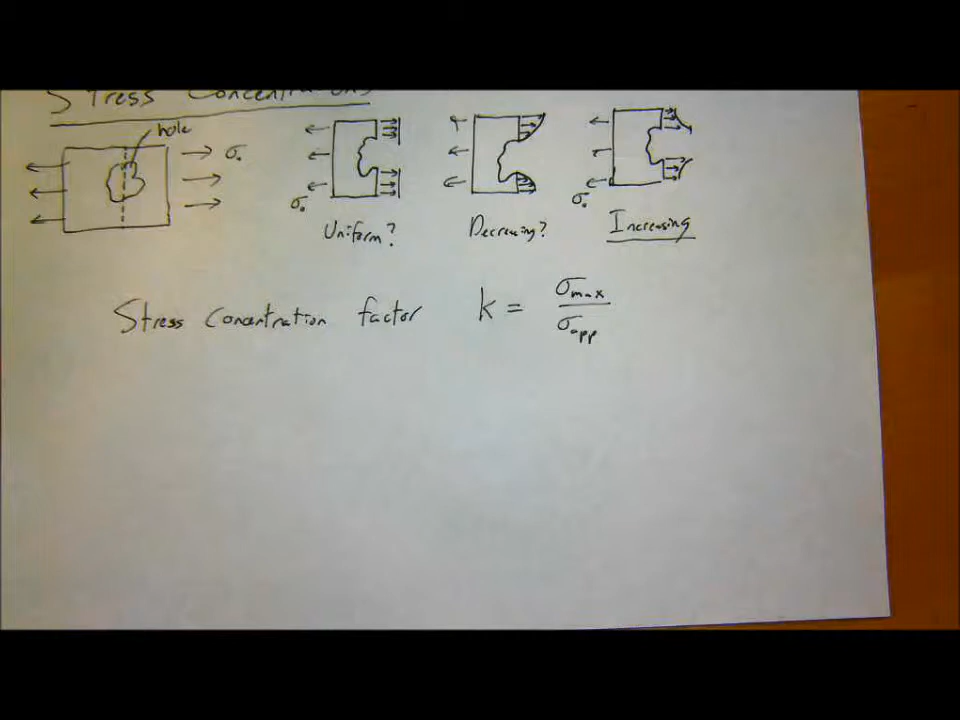 Stress Concentrations
hole
σ₀
σ₀
σ₀
Uniform?
Decreasing?
Increasing
Stress Concentration factor k = σmax / σapp